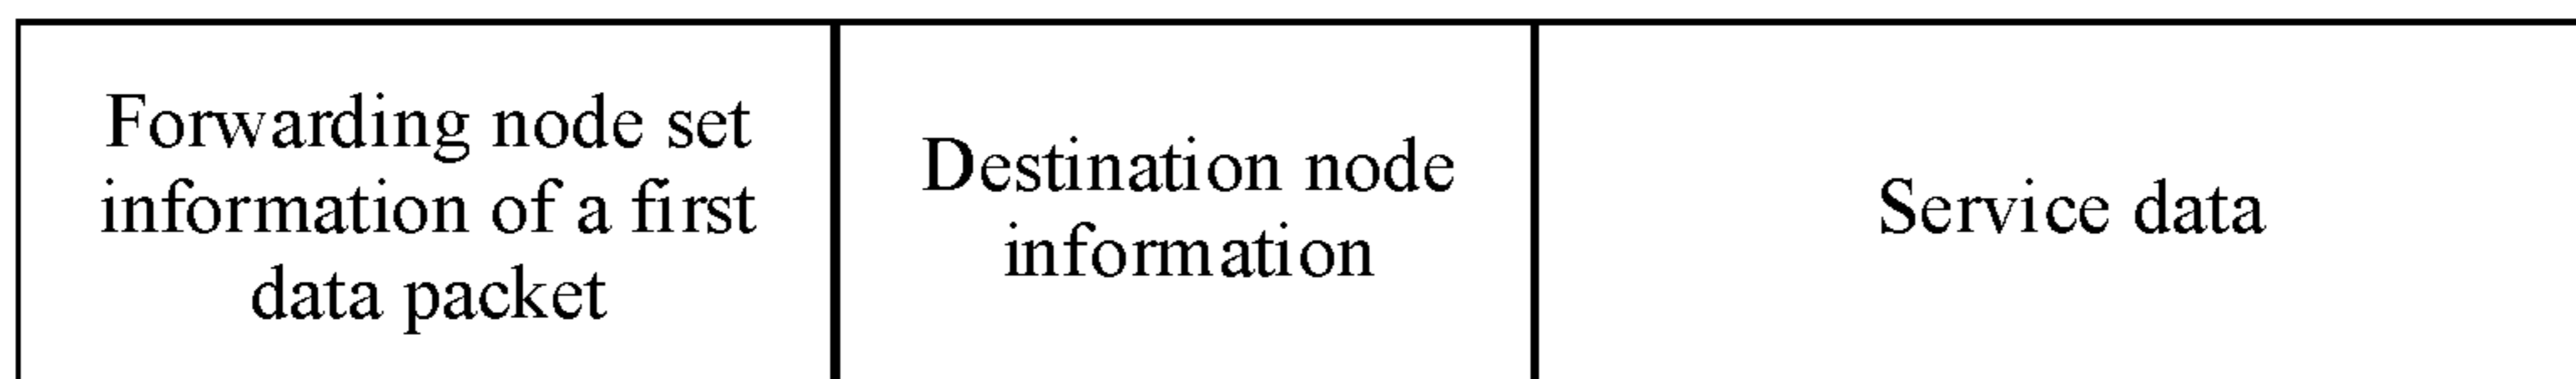 Forwarding node set
information of a first
data packet
Destination node
information
Service data